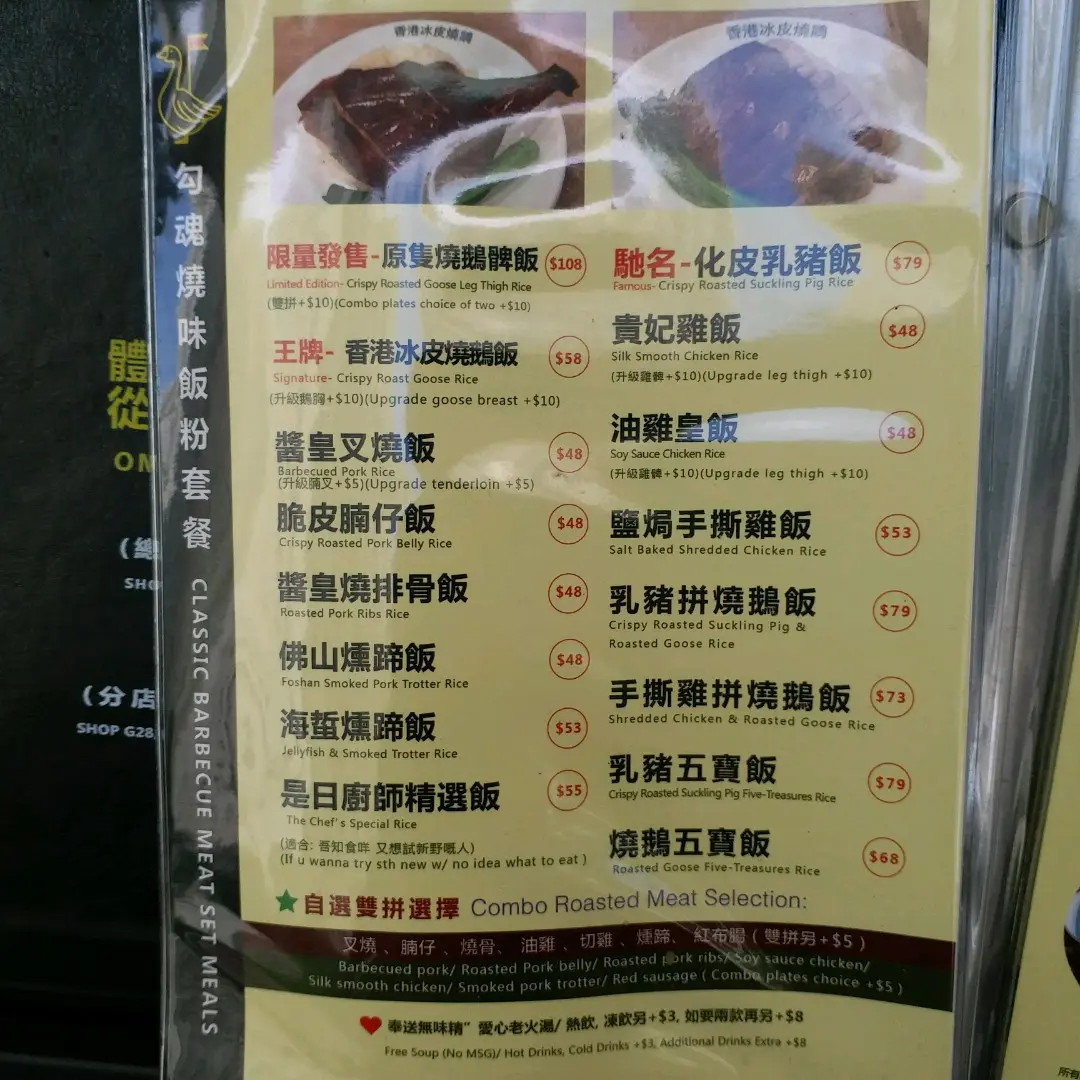 香港冰皮燒鵝
香港冰皮燒鵝
勾魂燒味飯粉套餐 CLASSIC BARBECUE MEAT SET MEALS
體
從
ON
(總
SHO
(分店
SHOP G28
限量發售-原隻燒鵝髀飯 $108
Limited Edition- Crispy Roasted Goose Leg Thigh Rice
(雙拼+$10)(Combo plates choice of two +$10)
王牌- 香港冰皮燒鵝飯 $58
Signature- Crispy Roast Goose Rice
(升級鵝胸+$10)(Upgrade goose breast +$10)
醬皇叉燒飯 $48
Barbecued Pork Rice
(升級腩叉+$5)(Upgrade tenderloin +$5)
脆皮腩仔飯 $48
Crispy Roasted Pork Belly Rice
醬皇燒排骨飯 $48
Roasted Pork Ribs Rice
佛山燻蹄飯 $48
Foshan Smoked Pork Trotter Rice
海蜇燻蹄飯 $53
Jellyfish & Smoked Trotter Rice
是日廚師精選飯 $55
The Chef's Special Rice
(適合: 唔知食咩 又想試新野嘅人)
(If u wanna try sth new w/ no idea what to eat )
馳名-化皮乳豬飯 $79
Famous- Crispy Roasted Suckling Pig Rice
貴妃雞飯 $48
Silk Smooth Chicken Rice
(升級雞髀+$10)(Upgrade leg thigh +$10)
油雞皇飯 $48
Soy Sauce Chicken Rice
(升級雞髀+$10)(Upgrade leg thigh +$10)
鹽焗手撕雞飯 $53
Salt Baked Shredded Chicken Rice
乳豬拼燒鵝飯 $79
Crispy Roasted Suckling Pig &
Roasted Goose Rice
手撕雞拼燒鵝飯 $73
Shredded Chicken & Roasted Goose Rice
乳豬五寶飯 $79
Crispy Roasted Suckling Pig Five-Treasures Rice
燒鵝五寶飯 $68
Roasted Goose Five-Treasures Rice
★自選雙拼選擇 Combo Roasted Meat Selection:
叉燒、腩仔、燒骨、油雞、切雞、燻蹄、紅布腸(雙拼另+$5)
Barbecued pork/ Roasted Pork belly/ Roasted pork ribs/ Soy sauce chicken/
Silk smooth chicken/ Smoked pork trotter/ Red sausage ( Combo plates choice +$5 )
奉送無味精"愛心老火湯/ 熱飲, 凍飲另+$3, 如要兩款再另+$8
Free Soup (No MSG)/ Hot Drinks, Cold Drinks +$3, Additional Drinks Extra +$8
所有